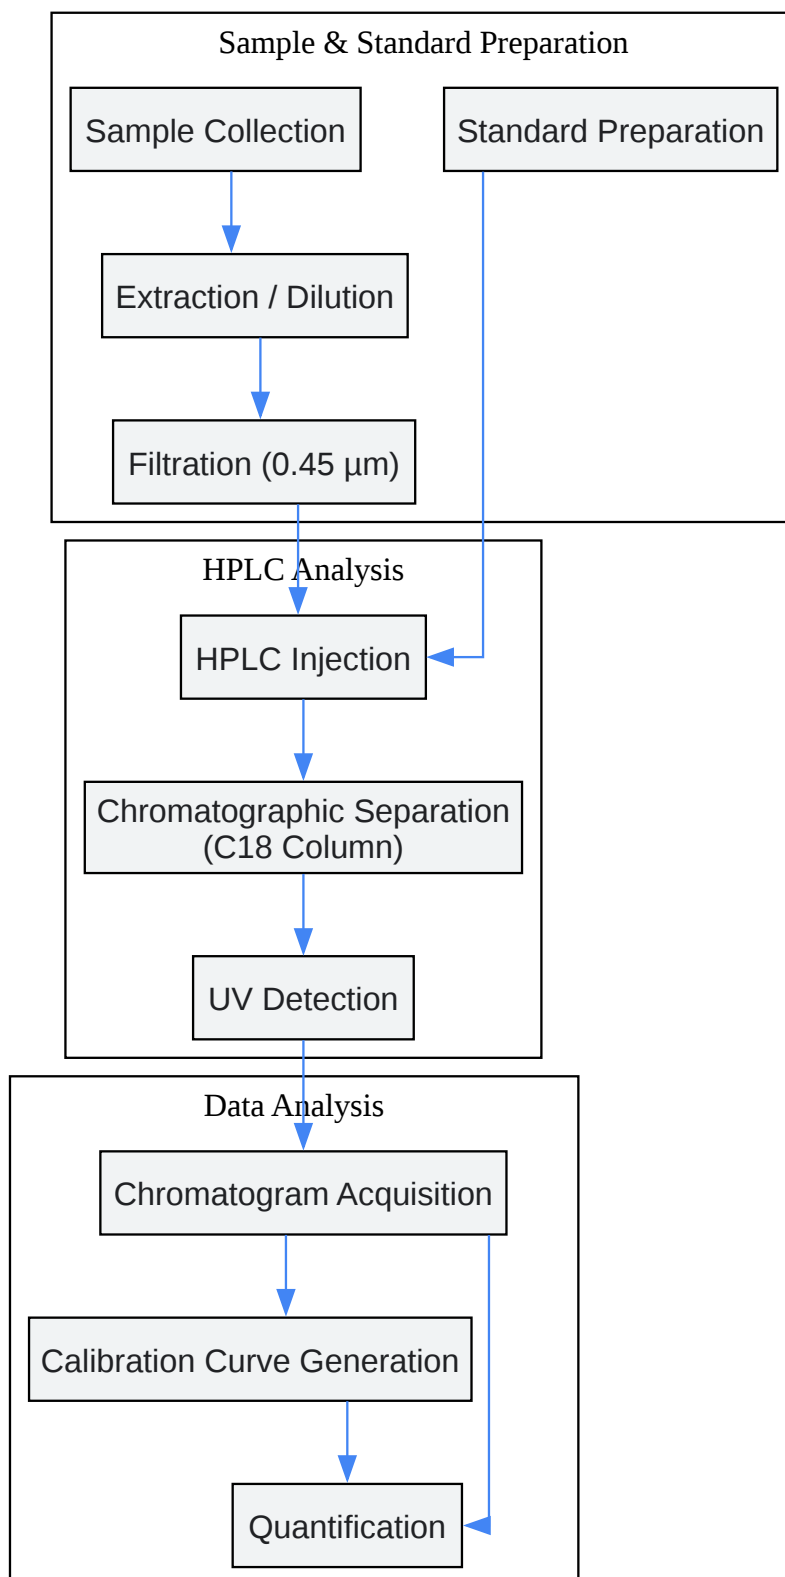 Sample & Standard Preparation
Sample Collection
Standard Preparation
Extraction / Dilution
Filtration (0.45 µm)
HPLC Analysis
HPLC Injection
Chromatographic Separation
(C18 Column)
UV Detection
Data Analysis
Chromatogram Acquisition
Calibration Curve Generation
Quantification